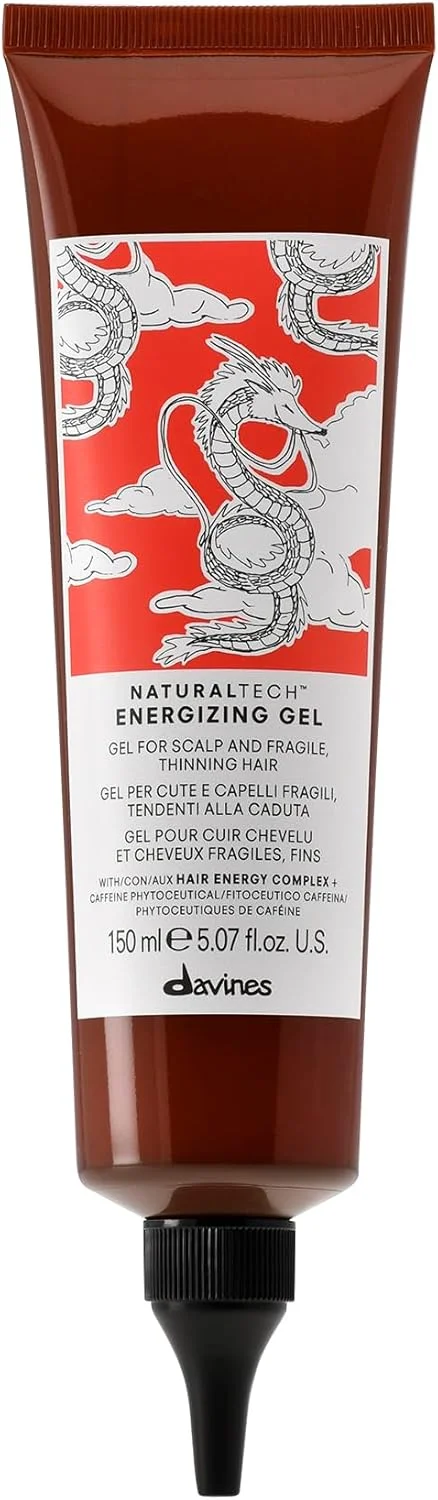 NATURALTECH™
ENERGIZING GEL
GEL FOR SCALP AND FRAGILE,
THINNING HAIR
GEL PER CUTE E CAPELLI FRAGILI,
TENDENTI ALLA CADUTA
GEL POUR CUIR CHEVELU
ET CHEVEUX FRAGILES, FINS
WITH/CON/AUX HAIR ENERGY COMPLEX +
CAFFEINE PHYTOCEUTICAL/FITOCEUTICO CAFFEINA/
PHYTOCEUTIQUES DE CAFÉINE
150 ml ℮ 5.07 fl.oz. U.S.
davines